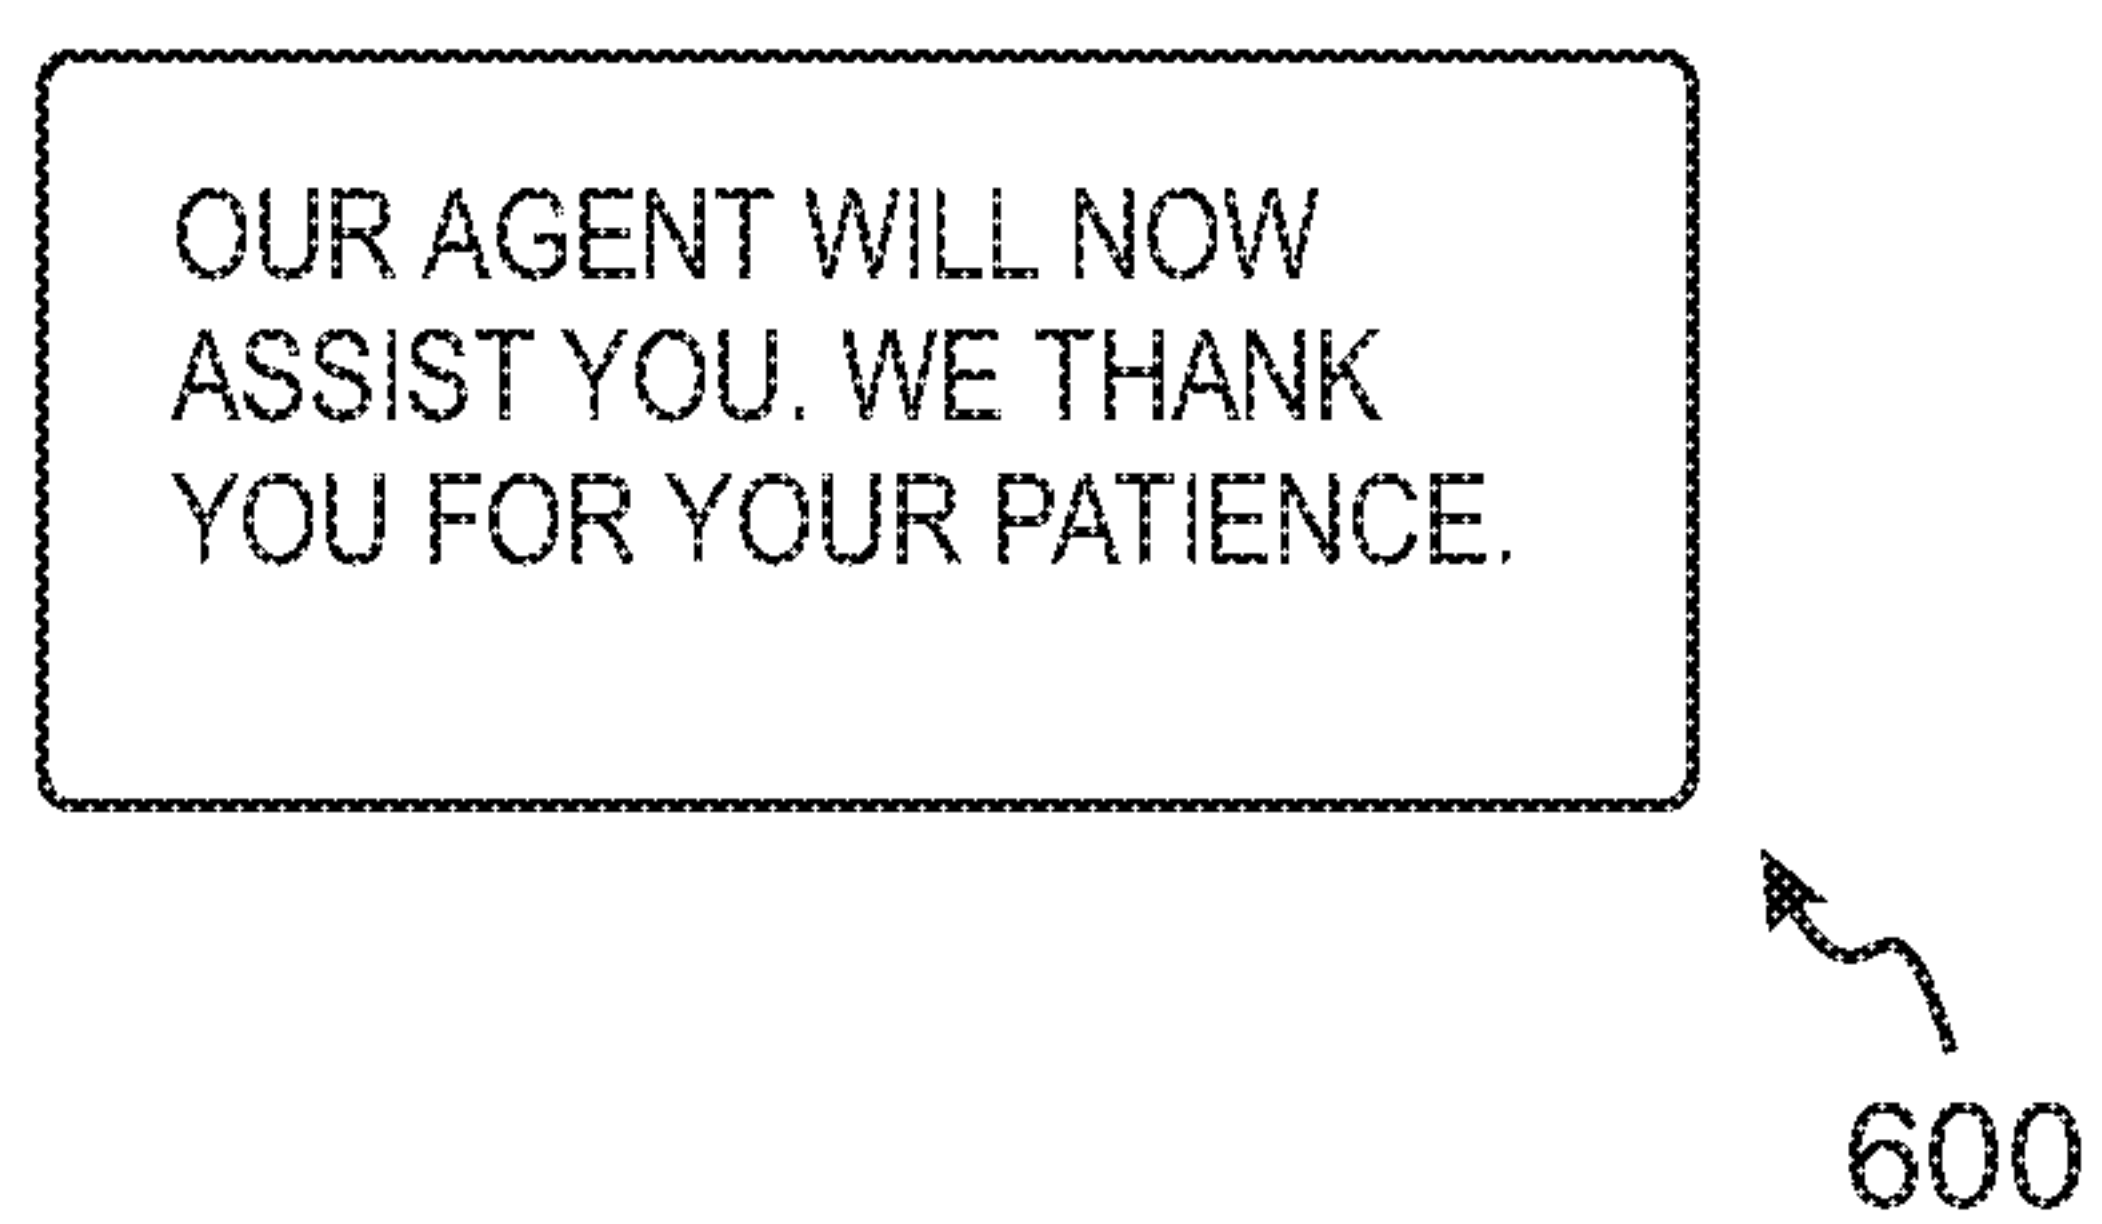 OUR AGENT WILL NOW
ASSIST YOU. WE THANK
YOU FOR YOUR PATIENCE.
600